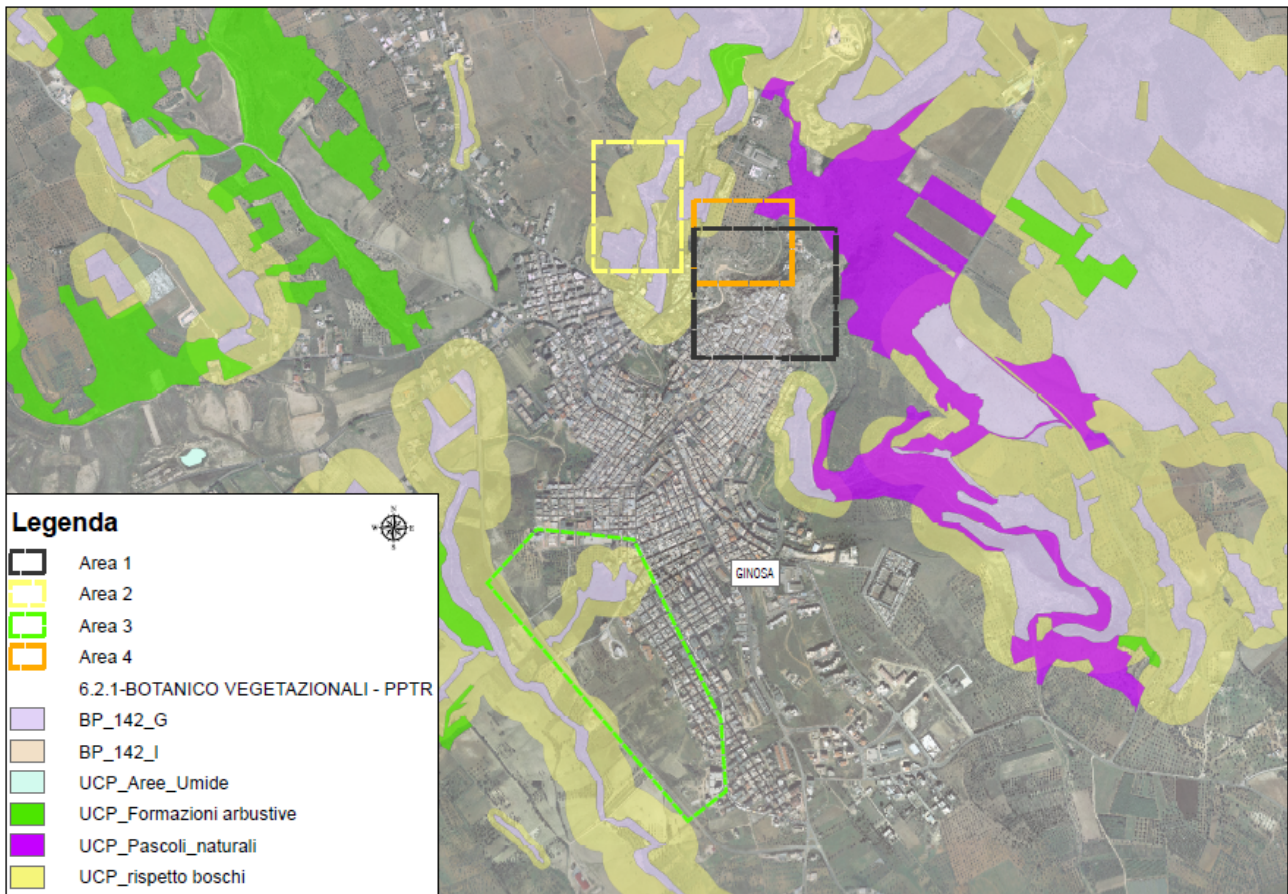 GINOSA
Legenda
N
W E
S
Area 1
Area 2
Area 3
Area 4
6.2.1-BOTANICO VEGETAZIONALI - PPTR
BP_142_G
BP_142_I
UCP_Aree_Umide
UCP_Formazioni arbustive
UCP_Pascoli_naturali
UCP_rispetto boschi